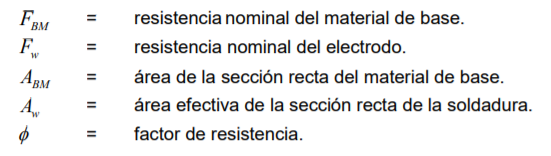 F_BM = resistencia nominal del material de base.
F_w = resistencia nominal del electrodo.
A_BM = área de la sección recta del material de base.
A_w = área efectiva de la sección recta de la soldadura.
ϕ = factor de resistencia.